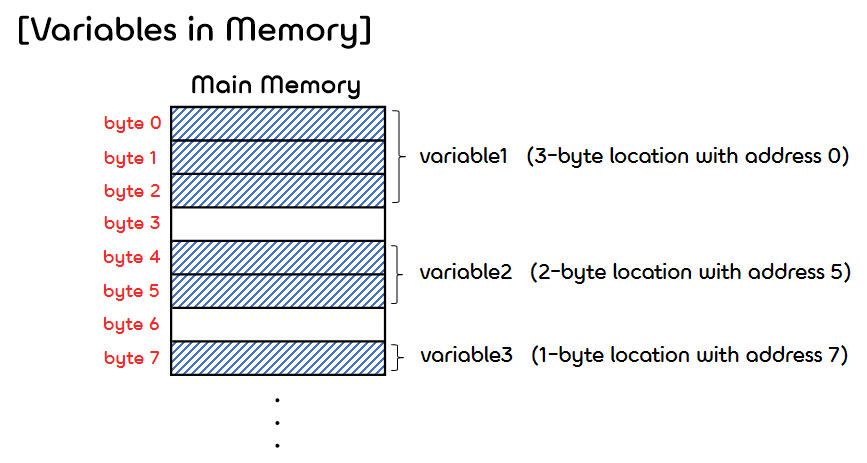 [Variables in Memory]
Main Memory
byte 0
byte 1
variable1 (3-byte location with address 0)
byte 2
byte 3
byte 4
variable2 (2-byte location with address 5)
byte 5
byte 6
byte 7
variable3 (1-byte location with address 7)